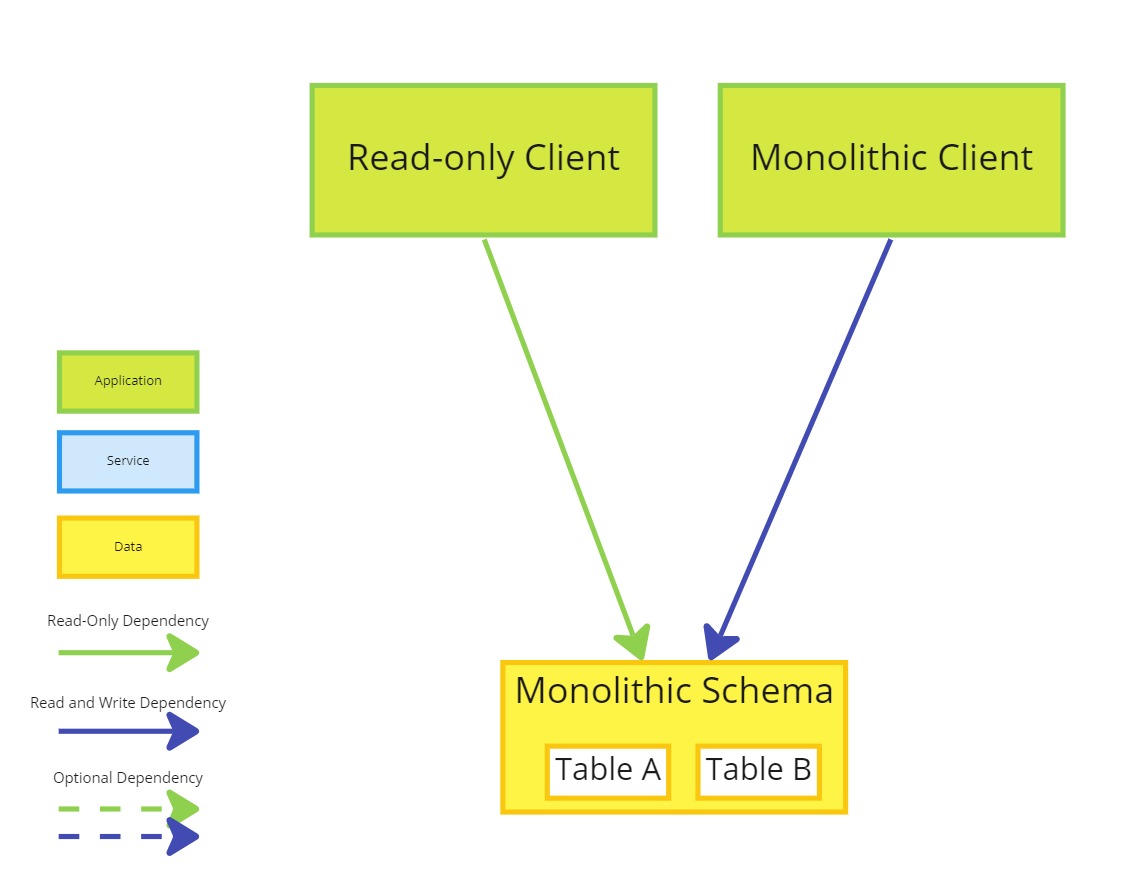 Read-only Client
Monolithic Client
Application
Service
Data
Read-Only Dependency
Read and Write Dependency
Optional Dependency
Monolithic Schema
Table A
Table B